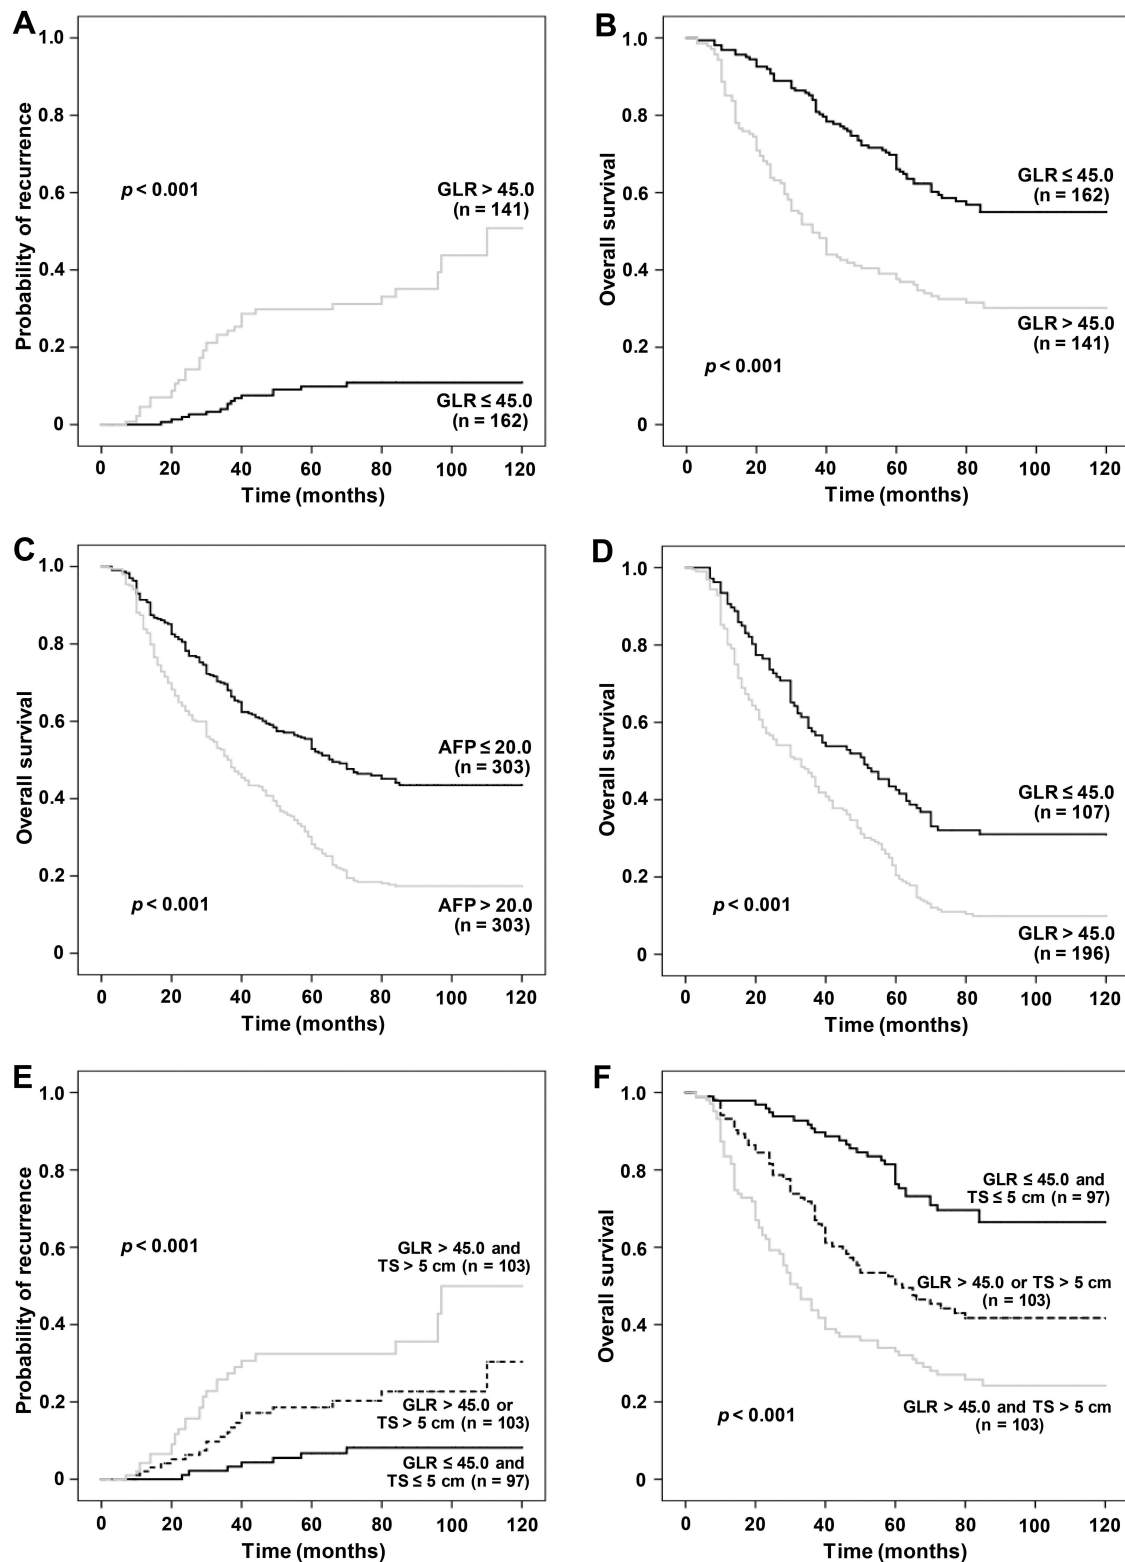 A
1.0
0.8
0.6
0.4
0.2
0
Probability of recurrence
p < 0.001
GLR > 45.0
(n = 141)
GLR ≤ 45.0
(n = 162)
0 20 40 60 80 100 120
Time (months)
B
1.0
0.8
0.6
0.4
0.2
0
Overall survival
GLR ≤ 45.0
(n = 162)
GLR > 45.0
(n = 141)
p < 0.001
0 20 40 60 80 100 120
Time (months)
C
1.0
0.8
0.6
0.4
0.2
0
Overall survival
AFP ≤ 20.0
(n = 303)
AFP > 20.0
(n = 303)
p < 0.001
0 20 40 60 80 100 120
Time (months)
D
1.0
0.8
0.6
0.4
0.2
0
Overall survival
GLR ≤ 45.0
(n = 107)
GLR > 45.0
(n = 196)
p < 0.001
0 20 40 60 80 100 120
Time (months)
E
1.0
0.8
0.6
0.4
0.2
0
Probability of recurrence
p < 0.001
GLR > 45.0 and
TS > 5 cm (n = 103)
GLR > 45.0 or
TS > 5 cm (n = 103)
GLR ≤ 45.0 and
TS ≤ 5 cm (n = 97)
0 20 40 60 80 100 120
Time (months)
F
1.0
0.8
0.6
0.4
0.2
0
Overall survival
GLR ≤ 45.0 and
TS ≤ 5 cm (n = 97)
GLR > 45.0 or TS > 5 cm
(n = 103)
GLR > 45.0 and TS > 5 cm
(n = 103)
p < 0.001
0 20 40 60 80 100 120
Time (months)